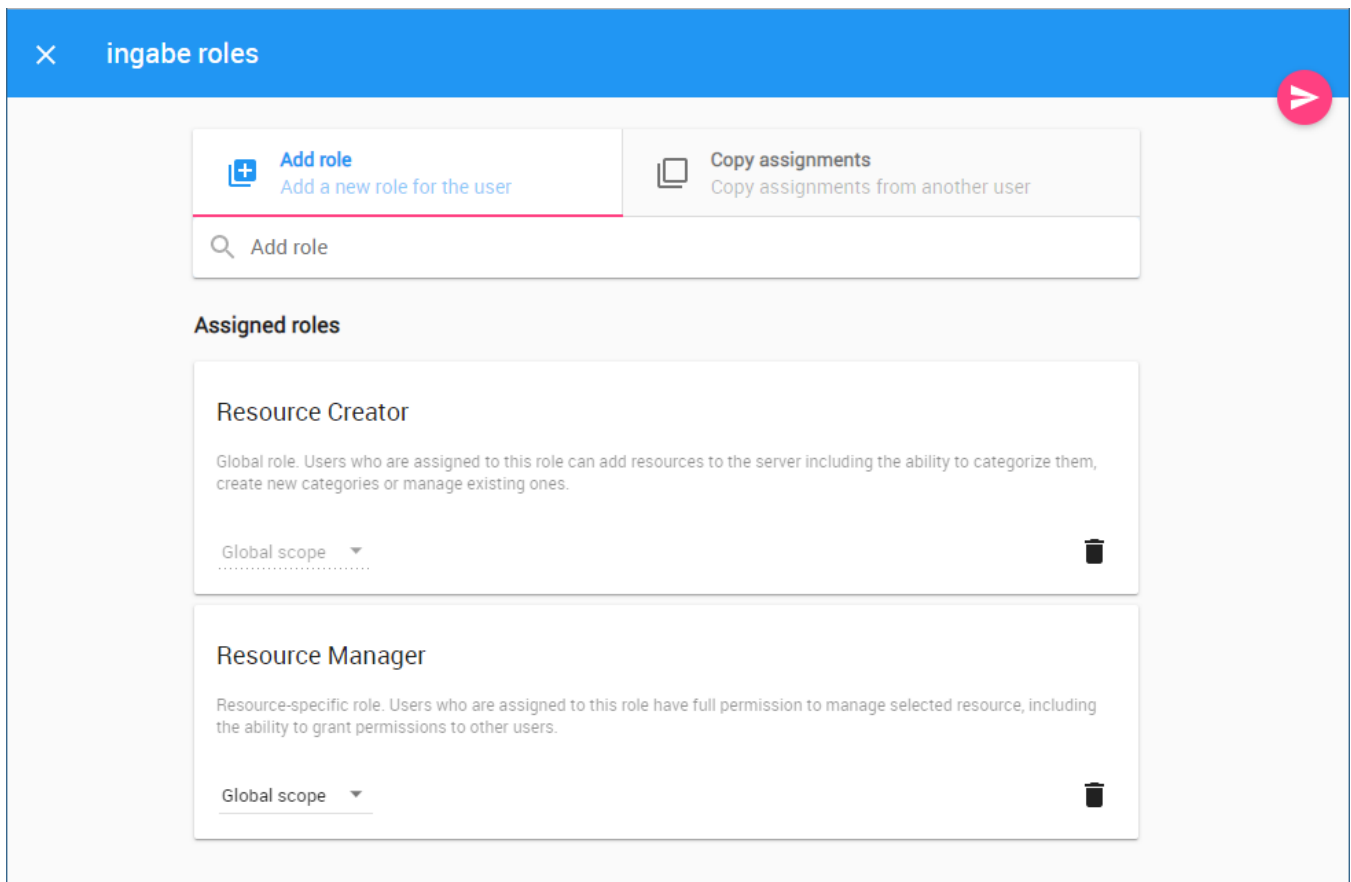 ingabe roles
Add role
Add a new role for the user
Copy assignments
Copy assignments from another user
Add role
Assigned roles
Resource Creator
Global role. Users who are assigned to this role can add resources to the server including the ability to categorize them,
create new categories or manage existing ones.
Global scope
Resource Manager
Resource-specific role. Users who are assigned to this role have full permission to manage selected resource, including
the ability to grant permissions to other users.
Global scope